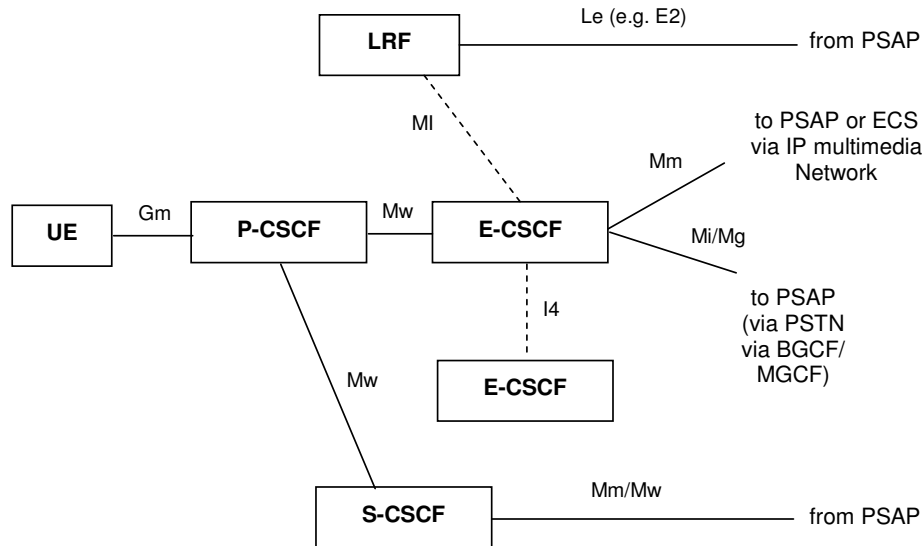 Le (e.g. E2)
LRF
from PSAP
Ml
to PSAP or ECS
via IP multimedia
Network
Mm
Gm
Mw
UE
P-CSCF
E-CSCF
Mi/Mg
to PSAP
(via PSTN
via BGCF/
MGCF)
I4
E-CSCF
Mw
Mm/Mw
S-CSCF
from PSAP